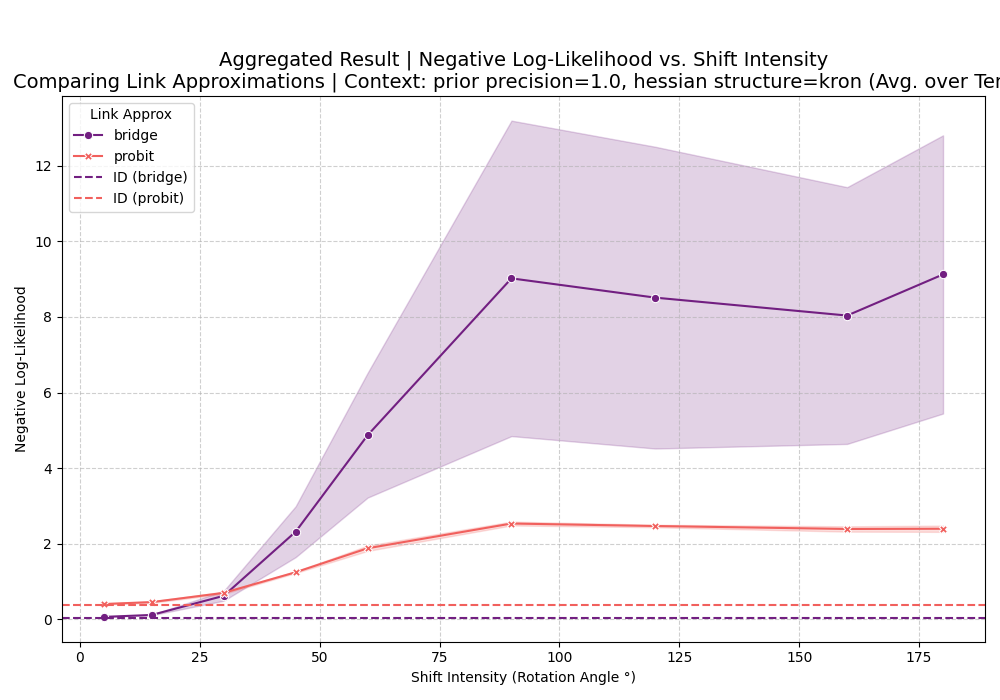 Aggregated Result | Negative Log-Likelihood vs. Shift Intensity
Comparing Link Approximations | Context: prior precision=1.0, hessian structure=kron (Avg. over
Link Approx
bridge
probit
ID (bridge)
ID (probit)
Negative Log-Likelihood
12
10
8
6
4
2
0
0 25 50 75 100 125 150 175
Shift Intensity (Rotation Angle °)